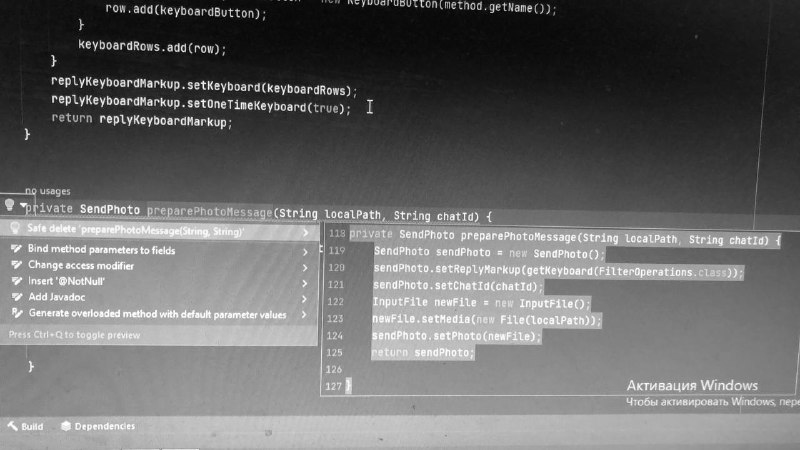 new KeyboardButton(method.getName());
row.add(keyboardButton);
}
keyboardRows.add(row);
}
replyKeyboardMarkup.setKeyboard(keyboardRows);
replyKeyboardMarkup.setOneTimeKeyboard(true);
return replyKeyboardMarkup;
}
no usages
private SendPhoto preparePhotoMessage(String localPath, String chatId) {
Safe delete 'preparePhotoMessage(String, String)'
Bind method parameters to fields
Change access modifier
Insert '@NotNull'
Add Javadoc
Generate overloaded method with default parameter values
Press Ctrl+Q to toggle preview
118 private SendPhoto preparePhotoMessage(String localPath, String chatId) {
119 SendPhoto sendPhoto = new SendPhoto();
120 sendPhoto.setReplyMarkup(getKeyboard(FilterOperations.class));
121 sendPhoto.setChatId(chatId);
122 InputFile newFile = new InputFile();
123 newFile.setMedia(new File(localPath));
124 sendPhoto.setPhoto(newFile);
125 return sendPhoto;
126
127 }
}
Активация Windows
Чтобы активировать Windows, пере
Build
Dependencies